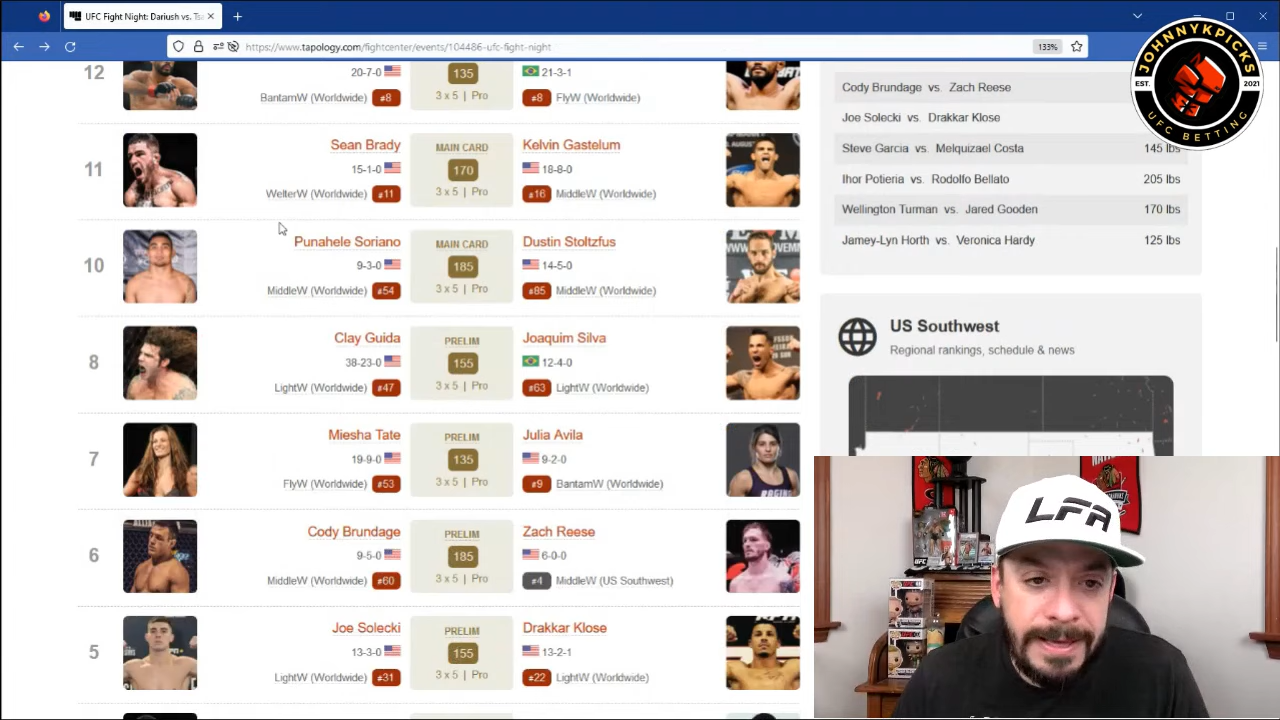 UFC Fight Night: Dariush vs. Tsa
https://www.tapology.com/fightcenter/events/104486-ufc-fight-night
133%
JOHNNYKPICKS
EST. 2021
UFC BETTING
12
20-7-0
135
21-3-1
BantamW (Worldwide) #8
3 x 5 | Pro
#8 FlyW (Worldwide)
11
Sean Brady
MAIN CARD
Kelvin Gastelum
15-1-0
170
18-8-0
WelterW (Worldwide) #11
3 x 5 | Pro
#16 MiddleW (Worldwide)
10
Punahele Soriano
MAIN CARD
Dustin Stoltzfus
9-3-0
185
14-5-0
MiddleW (Worldwide) #54
3 x 5 | Pro
#85 MiddleW (Worldwide)
8
Clay Guida
PRELIM
Joaquim Silva
38-23-0
155
12-4-0
LightW (Worldwide) #47
3 x 5 | Pro
#63 LightW (Worldwide)
7
Miesha Tate
PRELIM
Julia Avila
19-9-0
135
9-2-0
FlyW (Worldwide) #53
3 x 5 | Pro
#9 BantamW (Worldwide)
6
Cody Brundage
PRELIM
Zach Reese
9-5-0
185
6-0-0
MiddleW (Worldwide) #60
3 x 5 | Pro
#4 MiddleW (US Southwest)
5
Joe Solecki
PRELIM
Drakkar Klose
13-3-0
155
13-2-1
LightW (Worldwide) #31
3 x 5 | Pro
#22 LightW (Worldwide)
Cody Brundage vs. Zach Reese
Joe Solecki vs. Drakkar Klose
Steve Garcia vs. Melquizael Costa 145 lbs
Ihor Potieria vs. Rodolfo Bellato 205 lbs
Wellington Turman vs. Jared Gooden 170 lbs
Jamey-Lyn Horth vs. Veronica Hardy 125 lbs
US Southwest
Regional rankings, schedule & news
LFA